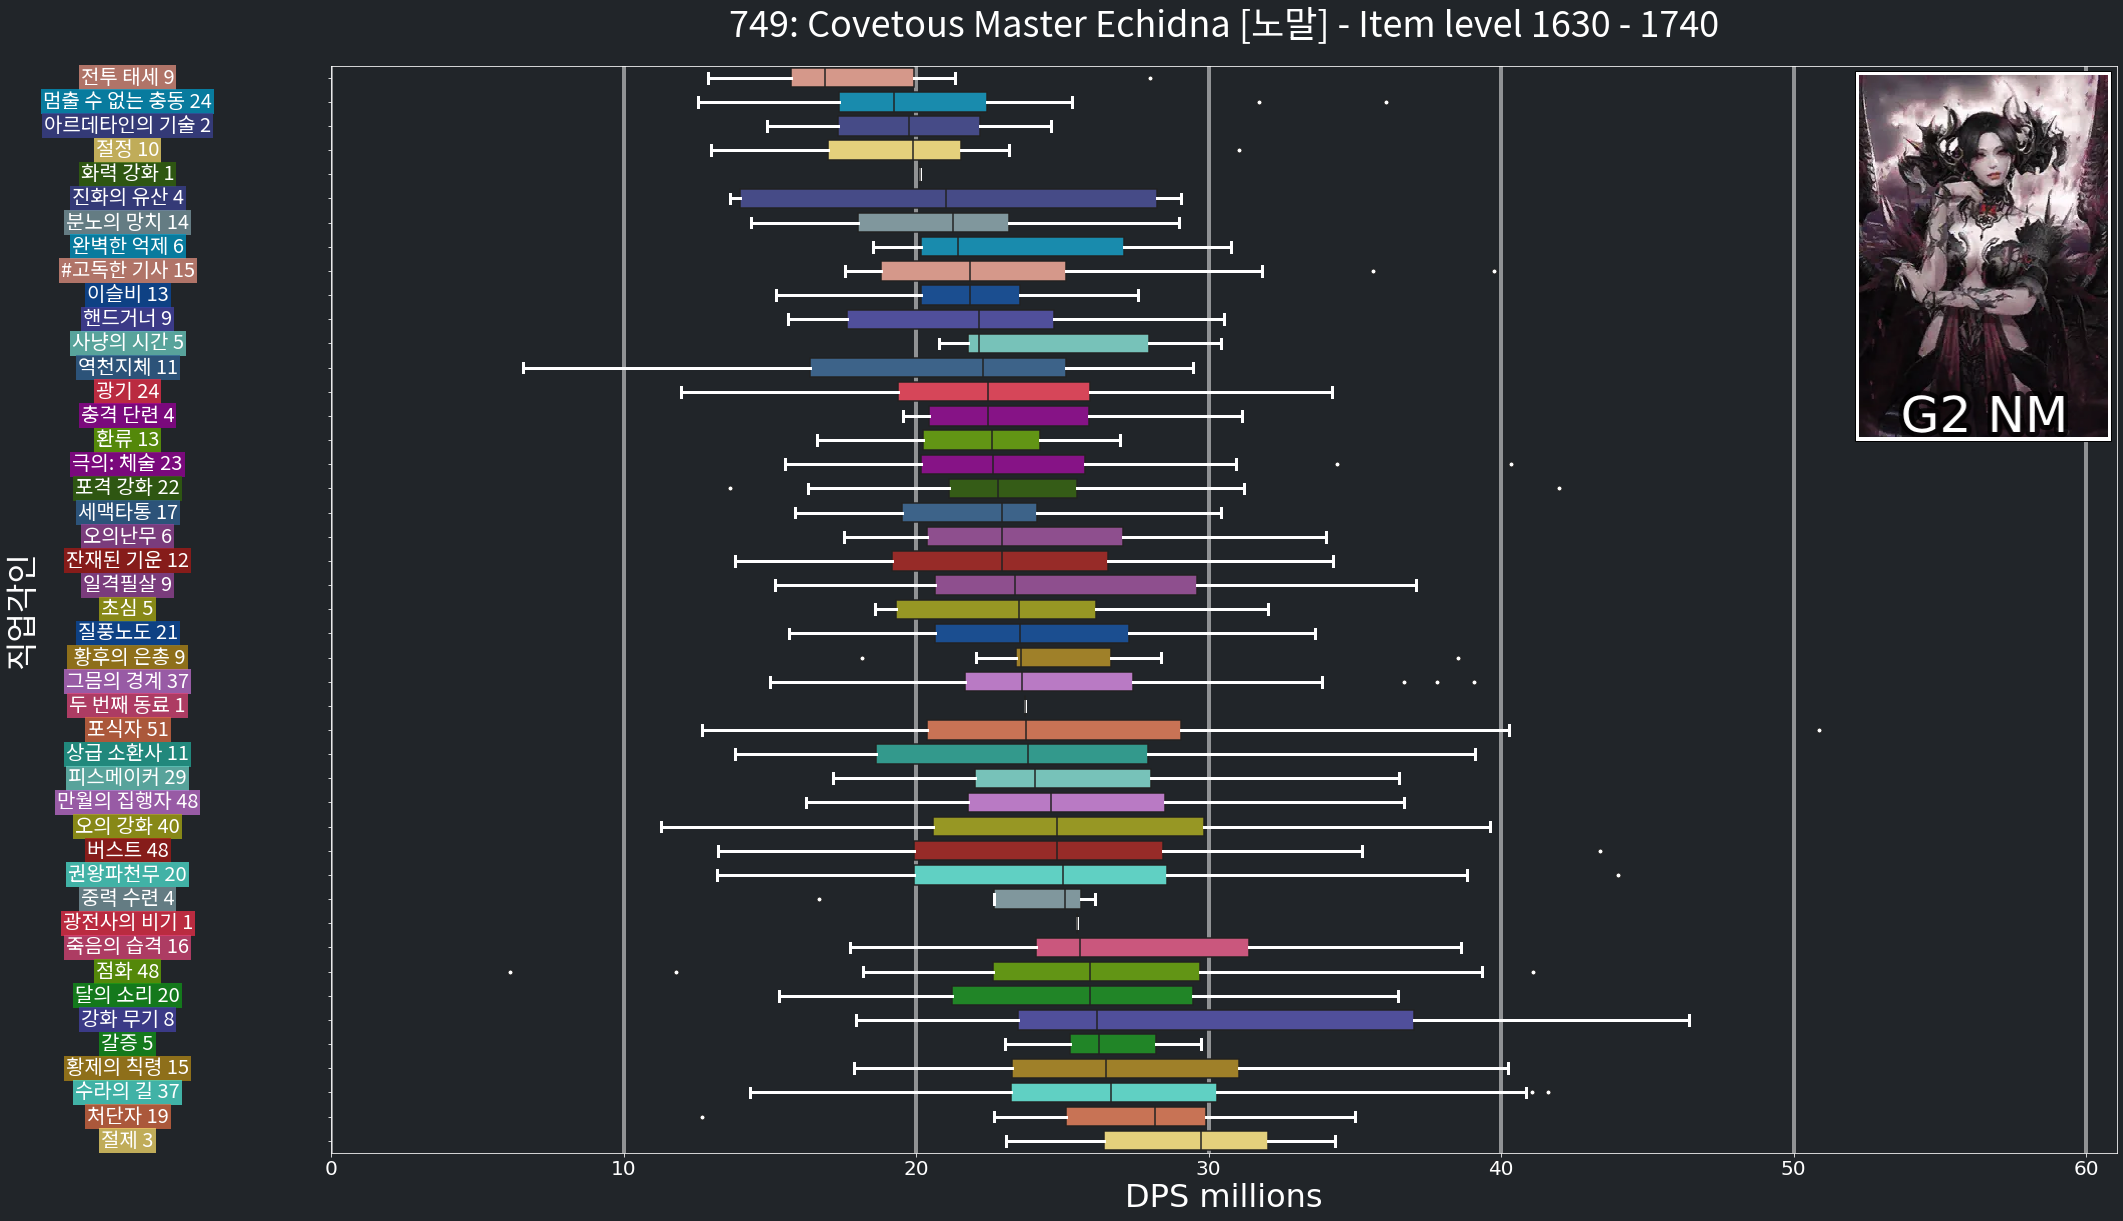 749: Covetous Master Echidna [노말] - Item level 1630 - 1740
전투 태세 9
멈출 수 없는 충동 24
아르데타인의 기술 2
절정 10
화력 강화 1
진화의 유산 4
분노의 망치 14
완벽한 억제 6
#고독한 기사 15
이슬비 13
핸드거너 9
사냥의 시간 5
역천지체 11
광기 24
충격 단련 4
환류 13
극의: 체술 23
포격 강화 22
세맥타통 17
오의난무 6
잔재된 기운 12
일격필살 9
초심 5
질풍노도 21
황후의 은총 9
그믐의 경계 37
두 번째 동료 1
포식자 51
상급 소환사 11
피스메이커 29
만월의 집행자 48
오의 강화 40
버스트 48
권왕파천무 20
중력 수련 4
광전사의 비기 1
죽음의 습격 16
점화 48
달의 소리 20
강화 무기 8
갈증 5
황제의 칙령 15
수라의 길 37
처단자 19
절제 3
직업각인
G2 NM
0 10 20 30 40 50 60
DPS millions